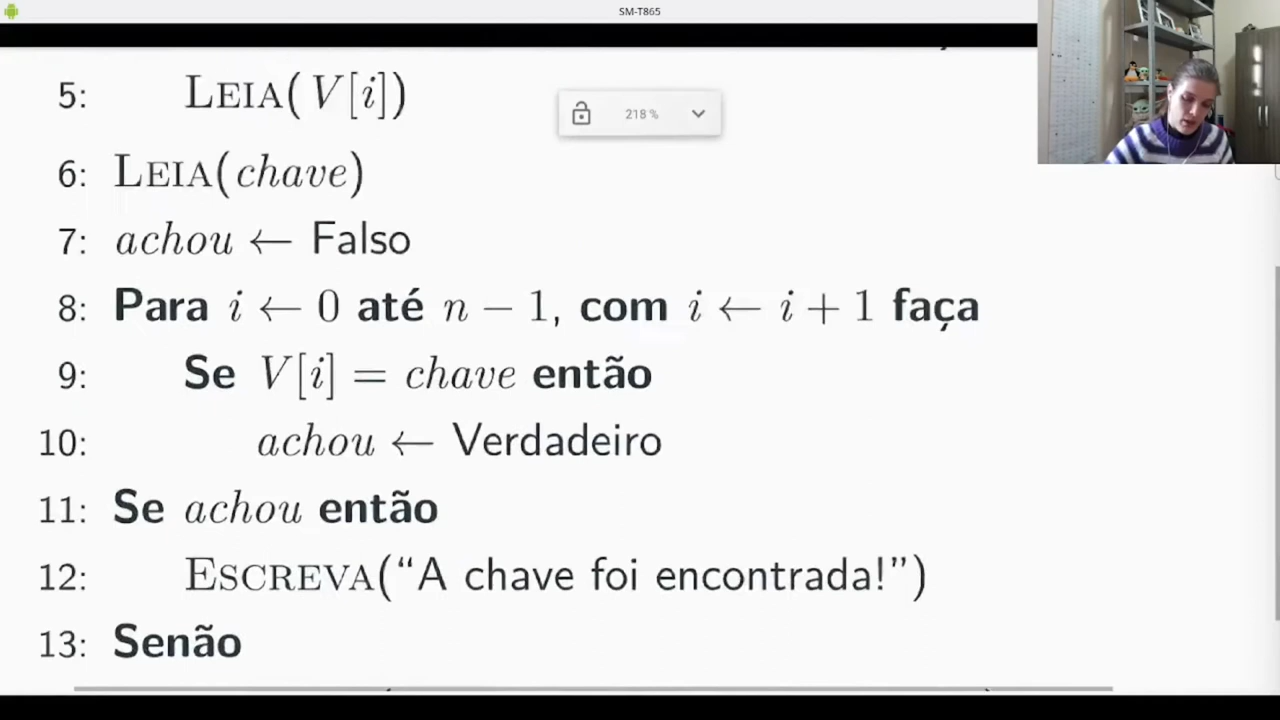 SM-T865
5: LEIA(V[i])
218 %
6: LEIA(chave)
7: achou ← Falso
8: Para i ← 0 até n − 1, com i ← i + 1 faça
9: Se V[i] = chave então
10: achou ← Verdadeiro
11: Se achou então
12: ESCREVA(“A chave foi encontrada!”)
13: Senão